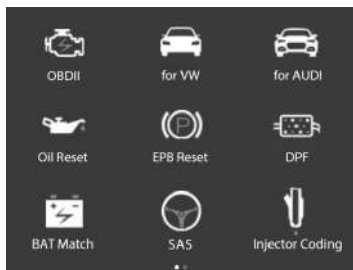 OBDII
for VW
for AUDI
P
Oil Reset
EPB Reset
DPF
BAT Match
SAS
Injector Coding